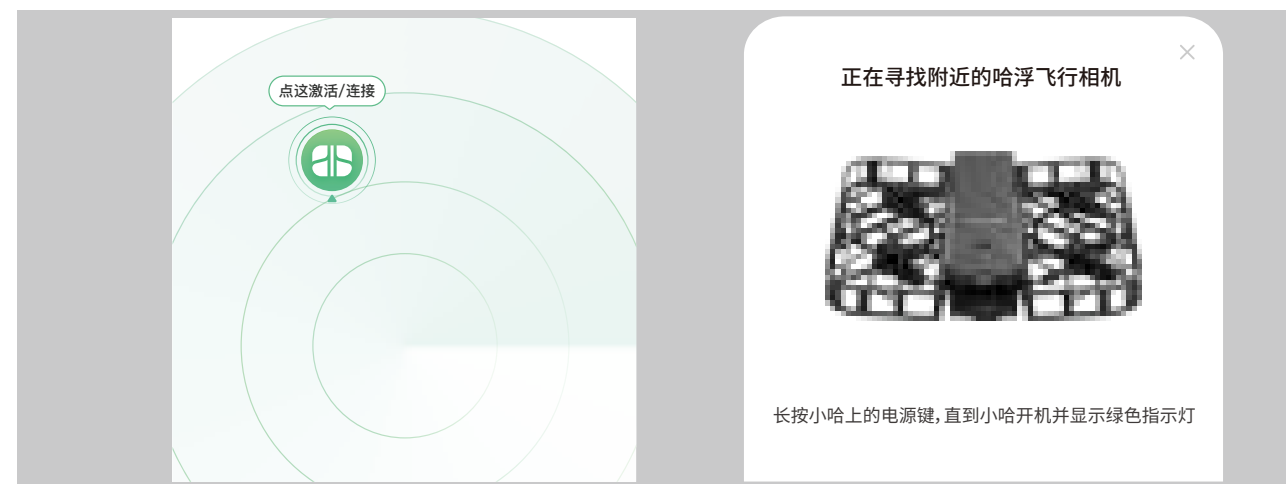 点这激活/连接
正在寻找附近的哈浮飞行相机
长按小哈上的电源键,直到小哈开机并显示绿色指示灯